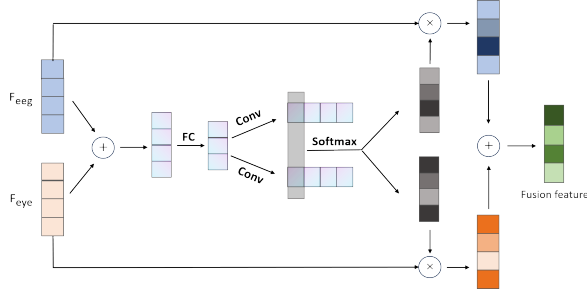 Feeg
Feye
FC
Conv
Conv
Softmax
Fusion feature